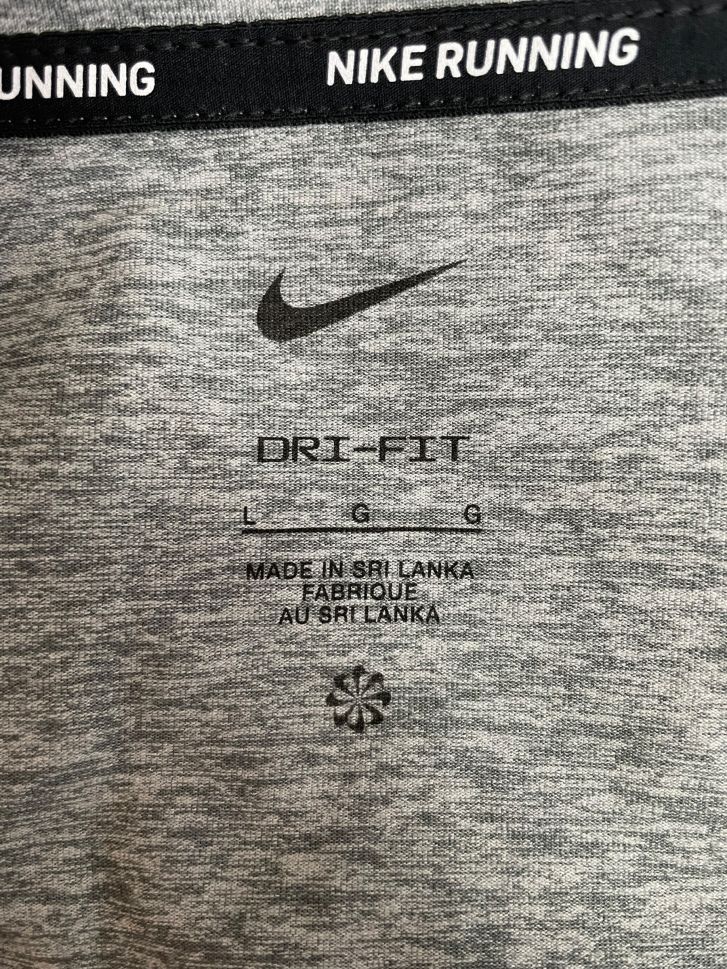 UNNING NIKE RUNNING
DRI-FIT
L G G
MADE IN SRI LANKA
FABRIQUE
AU SRI LANKA